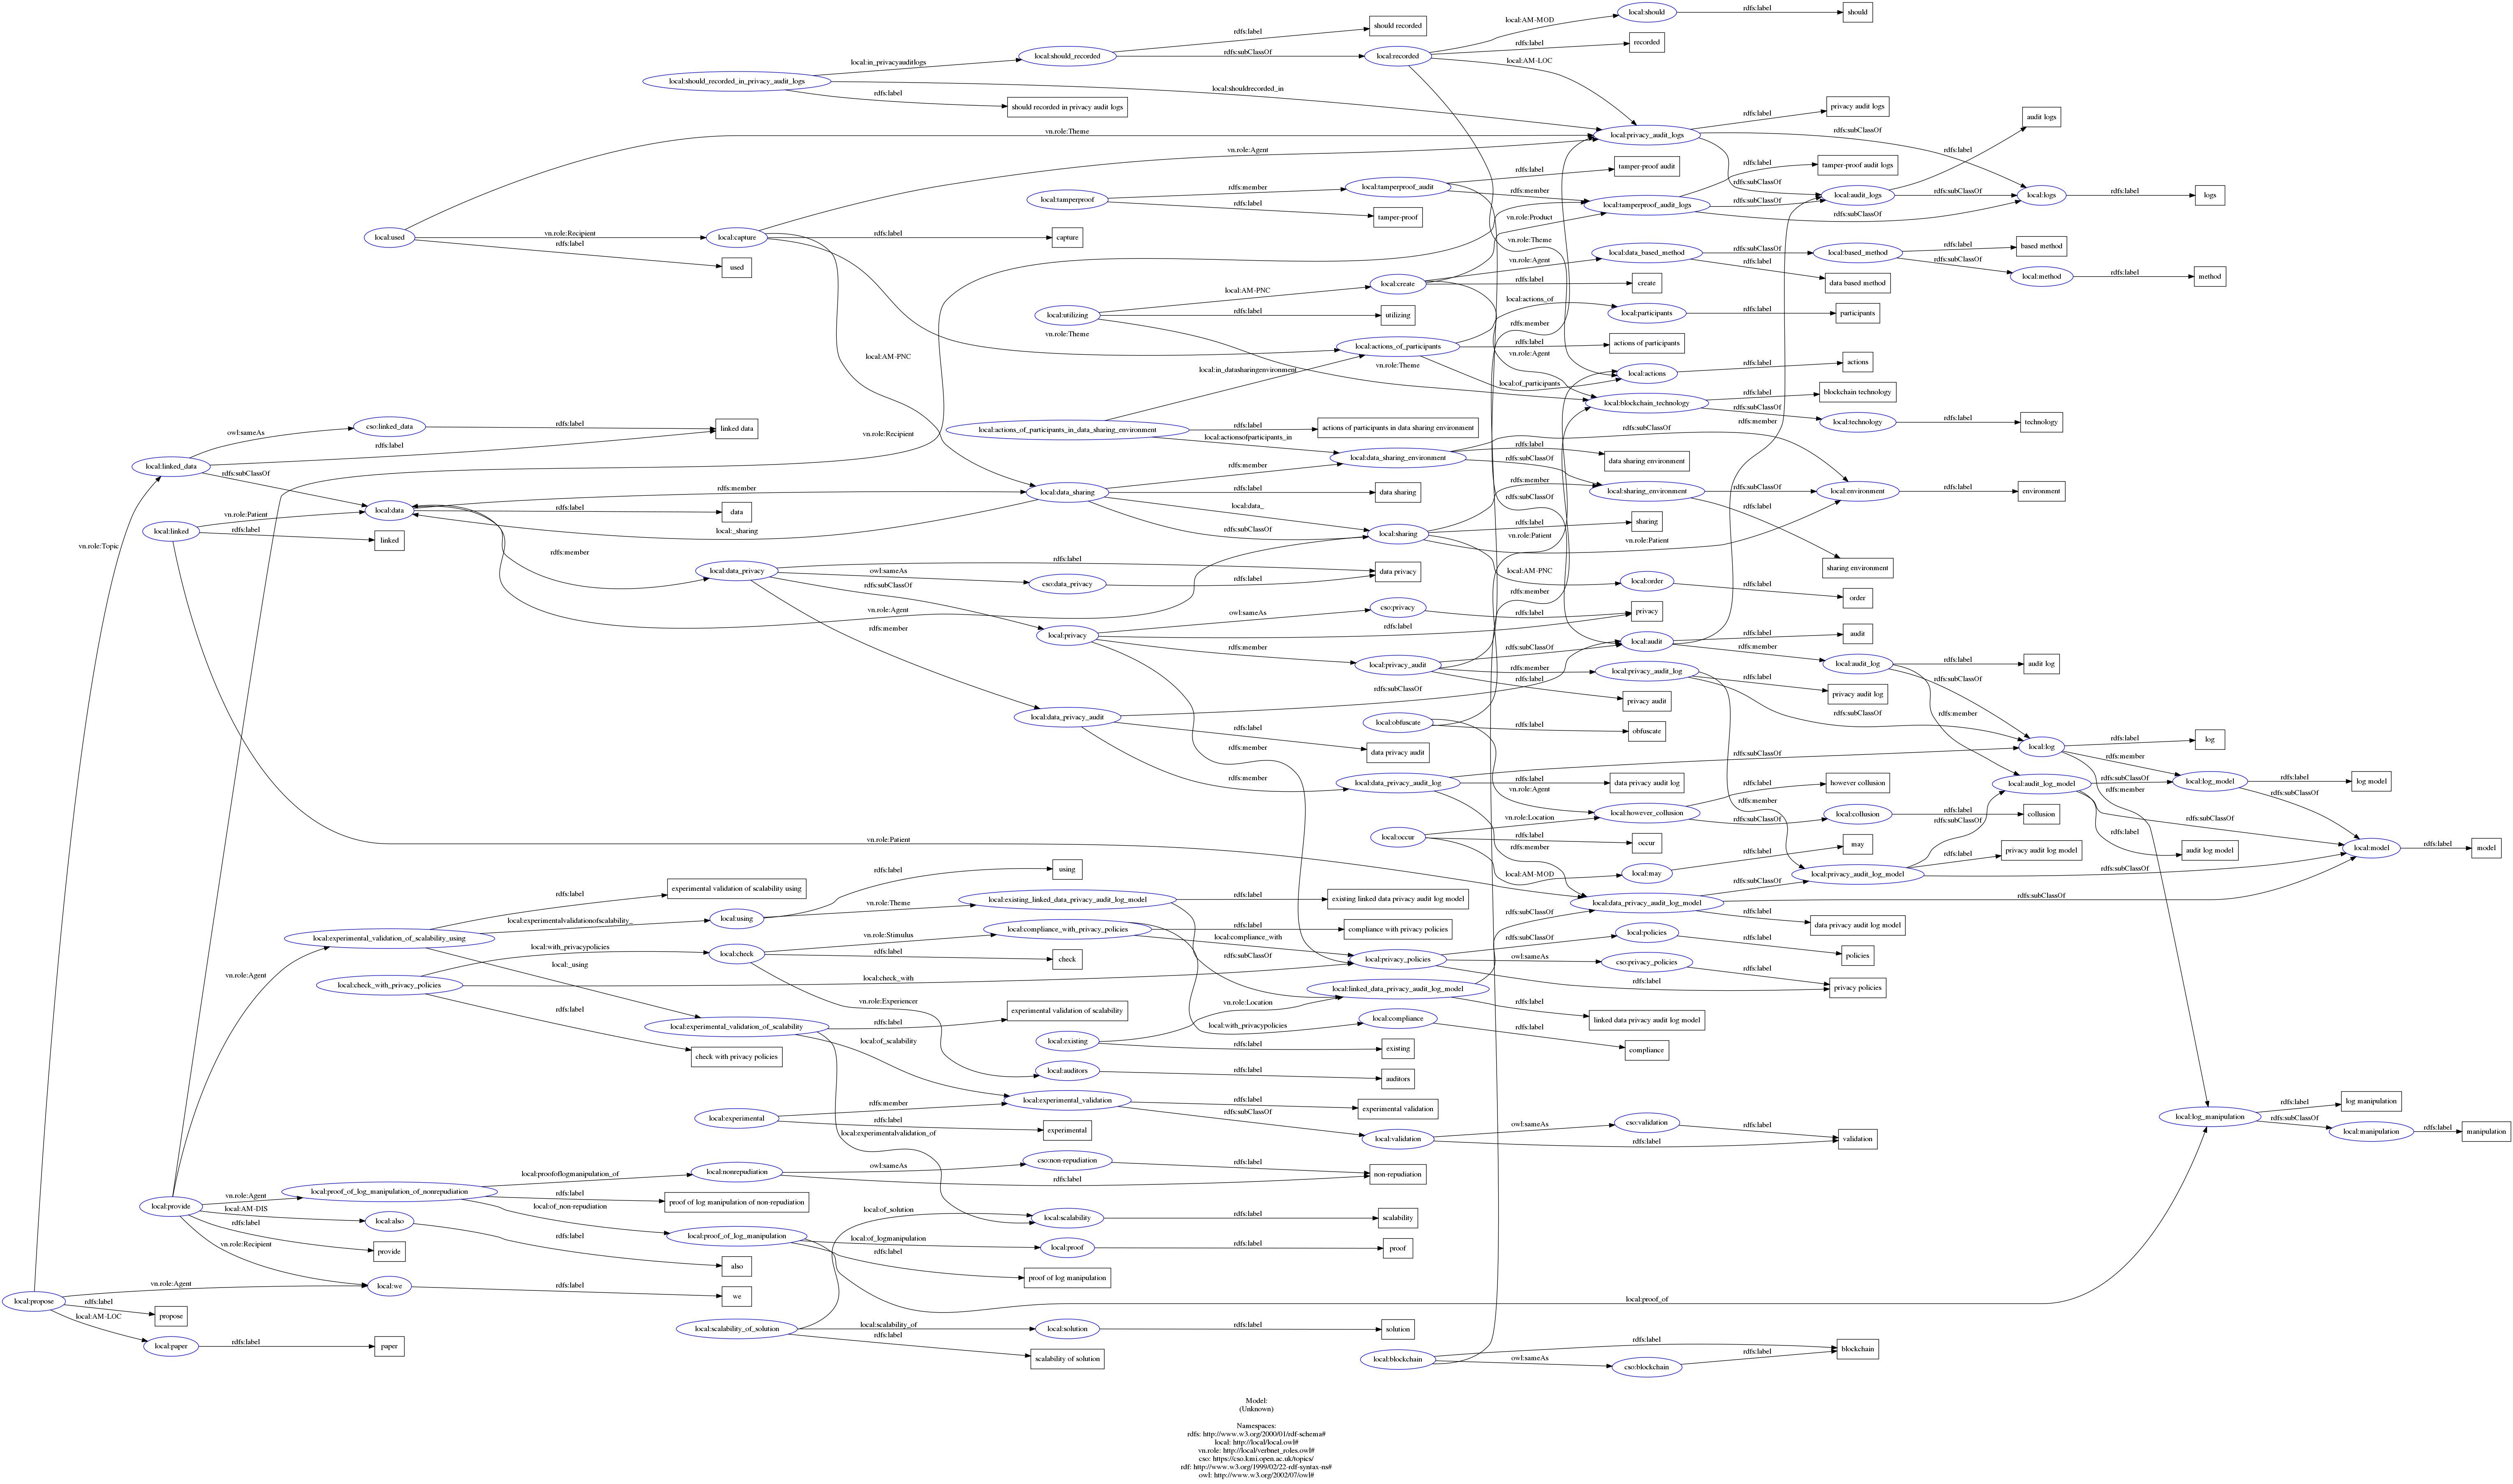 local:should
rdfs:label
should
local:AM-MOD
should recorded
rdfs:label
recorded
rdfs:label
local:should_recorded
rdfs:subClassOf
local:recorded
local:in_privacyauditlogs
local:AM-LOC
local:should_recorded_in_privacy_audit_logs
local:shouldrecorded_in
rdfs:label
should recorded in privacy audit logs
rdfs:label
privacy audit logs
audit logs
vn.role:Theme
local:privacy_audit_logs
rdfs:subClassOf
vn.role:Agent
rdfs:label
rdfs:label
tamper-proof audit
rdfs:label
tamper-proof audit logs
local:tamperproof
rdfs:member
local:tamperproof_audit
rdfs:member
rdfs:subClassOf
local:audit_logs
rdfs:subClassOf
local:logs
rdfs:label
logs
rdfs:label
tamper-proof
local:tamperproof_audit_logs
rdfs:subClassOf
rdfs:subClassOf
vn.role:Product
local:used
vn.role:Recipient
local:capture
rdfs:label
capture
rdfs:label
used
vn.role:Theme
local:data_based_method
rdfs:subClassOf
local:based_method
rdfs:label
based method
vn.role:Agent
rdfs:label
data based method
rdfs:subClassOf
local:method
rdfs:label
method
local:AM-PNC
local:create
rdfs:label
create
local:utilizing
rdfs:label
utilizing
local:actions_of
local:participants
rdfs:label
participants
vn.role:Theme
rdfs:member
local:actions_of_participants
rdfs:label
actions of participants
vn.role:Agent
local:AM-PNC
local:in_datasharingenvironment
vn.role:Theme
local:of_participants
local:actions
rdfs:label
actions
local:blockchain_technology
rdfs:label
blockchain technology
rdfs:subClassOf
local:technology
rdfs:label
technology
rdfs:member
owl:sameAs
cso:linked_data
rdfs:label
linked data
rdfs:label
local:actions_of_participants_in_data_sharing_environment
rdfs:label
actions of participants in data sharing environment
local:actionsofparticipants_in
rdfs:subClassOf
vn.role:Recipient
local:linked_data
rdfs:subClassOf
rdfs:member
local:data_sharing_environment
rdfs:label
data sharing environment
rdfs:subClassOf
local:data
rdfs:member
local:data_sharing
rdfs:label
data sharing
rdfs:member
local:sharing_environment
rdfs:subClassOf
local:environment
rdfs:label
environment
rdfs:label
data
rdfs:subClassOf
rdfs:label
vn.role:Patient
local:linked
rdfs:label
linked
local:_sharing
local:data_
rdfs:subClassOf
local:sharing
rdfs:label
sharing
vn.role:Patient
vn.role:Patient
sharing environment
vn.role:Topic
rdfs:member
local:data_privacy
rdfs:label
data privacy
owl:sameAs
cso:data_privacy
rdfs:label
rdfs:subClassOf
local:AM-PNC
local:order
rdfs:label
order
rdfs:member
vn.role:Agent
owl:sameAs
cso:privacy
rdfs:label
privacy
rdfs:member
local:privacy
rdfs:label
rdfs:member
local:privacy_audit
rdfs:subClassOf
local:audit
rdfs:label
audit
rdfs:member
local:audit_log
rdfs:label
audit log
rdfs:member
local:privacy_audit_log
rdfs:label
privacy audit log
rdfs:label
privacy audit
rdfs:subClassOf
rdfs:subClassOf
rdfs:subClassOf
rdfs:member
local:data_privacy_audit
rdfs:label
data privacy audit
local:obfuscate
rdfs:label
obfuscate
rdfs:member
rdfs:subClassOf
local:log
rdfs:label
log
rdfs:member
rdfs:member
local:data_privacy_audit_log
rdfs:label
data privacy audit log
vn.role:Agent
rdfs:label
however collusion
local:audit_log_model
rdfs:subClassOf
local:log_model
rdfs:label
log model
rdfs:member
rdfs:subClassOf
rdfs:member
vn.role:Location
local:however_collusion
rdfs:subClassOf
local:collusion
rdfs:label
collusion
rdfs:subClassOf
rdfs:subClassOf
local:occur
rdfs:label
occur
rdfs:label
may
rdfs:label
vn.role:Patient
rdfs:member
rdfs:label
privacy audit log model
audit log model
local:model
rdfs:label
model
local:AM-MOD
local:may
local:privacy_audit_log_model
rdfs:subClassOf
rdfs:label
using
rdfs:label
experimental validation of scalability using
vn.role:Theme
local:existing_linked_data_privacy_audit_log_model
rdfs:label
existing linked data privacy audit log model
rdfs:subClassOf
local:data_privacy_audit_log_model
rdfs:subClassOf
rdfs:subClassOf
rdfs:label
data privacy audit log model
local:experimentalvalidationofscalability_
local:using
local:experimental_validation_of_scalability_using
vn.role:Stimulus
local:compliance_with_privacy_policies
rdfs:label
compliance with privacy policies
local:with_privacypolicies
local:check
rdfs:label
check
local:compliance_with
rdfs:subClassOf
local:policies
rdfs:label
policies
rdfs:subClassOf
local:privacy_policies
owl:sameAs
cso:privacy_policies
rdfs:label
rdfs:label
privacy policies
vn.role:Agent
local:_using
local:check_with
local:check_with_privacy_policies
rdfs:label
check with privacy policies
vn.role:Experiencer
vn.role:Location
local:linked_data_privacy_audit_log_model
rdfs:label
linked data privacy audit log model
local:experimental_validation_of_scalability
rdfs:label
experimental validation of scalability
local:with_privacypolicies
local:compliance
rdfs:label
compliance
local:of_scalability
local:existing
rdfs:label
existing
local:auditors
rdfs:label
auditors
local:experimental
rdfs:member
local:experimental_validation
rdfs:label
experimental validation
rdfs:label
experimental
rdfs:subClassOf
local:validation
owl:sameAs
cso:validation
rdfs:label
validation
rdfs:label
local:experimentalvalidation_of
local:log_manipulation
rdfs:label
log manipulation
rdfs:subClassOf
local:manipulation
rdfs:label
manipulation
local:proofoflogmanipulation_of
local:nonrepudiation
owl:sameAs
cso:non-repudiation
rdfs:label
non-repudiation
rdfs:label
vn.role:Agent
local:proof_of_log_manipulation_of_nonrepudiation
rdfs:label
proof of log manipulation of non-repudiation
local:provide
local:AM-DIS
local:also
local:of_non-repudiation
local:of_solution
local:scalability
rdfs:label
scalability
rdfs:label
provide
rdfs:label
also
local:proof_of_log_manipulation
local:of_logmanipulation
local:proof
rdfs:label
proof
vn.role:Recipient
rdfs:label
proof of log manipulation
vn.role:Agent
local:we
rdfs:label
we
local:proof_of
local:propose
rdfs:label
propose
local:AM-LOC
local:paper
rdfs:label
paper
local:scalability_of_solution
local:scalability_of
local:solution
rdfs:label
solution
rdfs:label
scalability of solution
local:blockchain
rdfs:label
blockchain
owl:sameAs
cso:blockchain
rdfs:label
Model:
(Unknown)
Namespaces:
rdfs: http://www.w3.org/2000/01/rdf-schema#
local: http://local/local.owl#
vn.role: http://local/verbnet_roles.owl#
cso: https://cso.kmi.open.ac.uk/topics/
rdf: http://www.w3.org/1999/02/22-rdf-syntax-ns#
owl: http://www.w3.org/2002/07/owl#